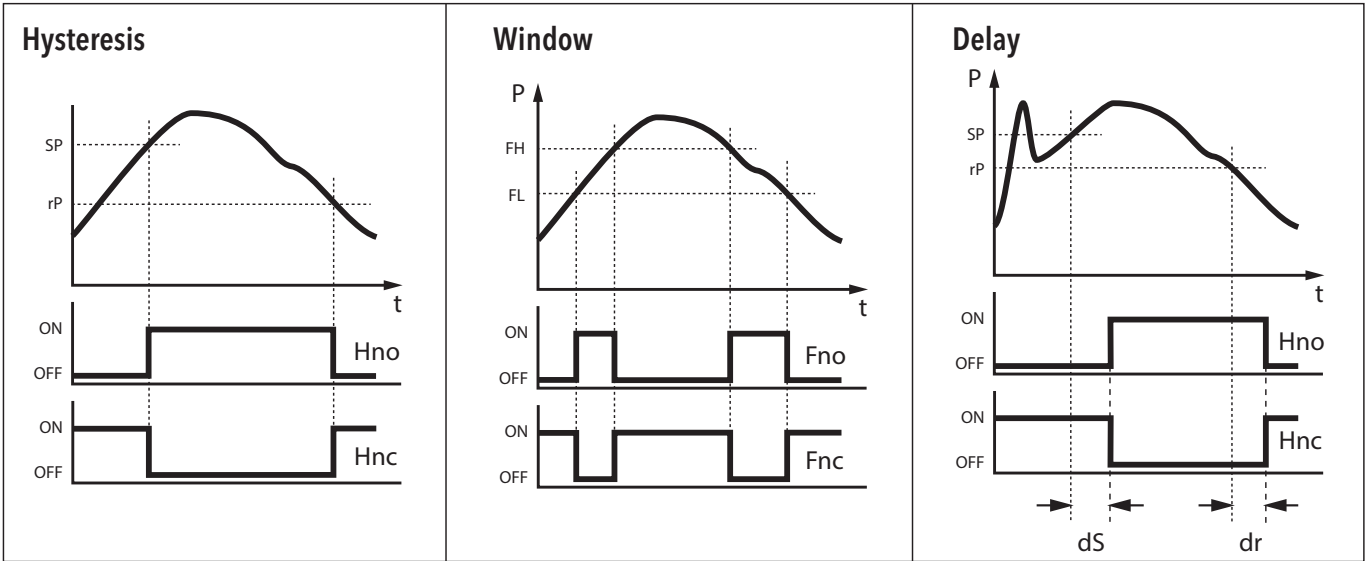 Hysteresis
SP
rP
t
ON
OFF
Hno
ON
OFF
Hnc
Window
P
FH
FL
t
ON
OFF
Fno
ON
OFF
Fnc
Delay
P
SP
rP
t
ON
OFF
Hno
ON
OFF
Hnc
dS
dr